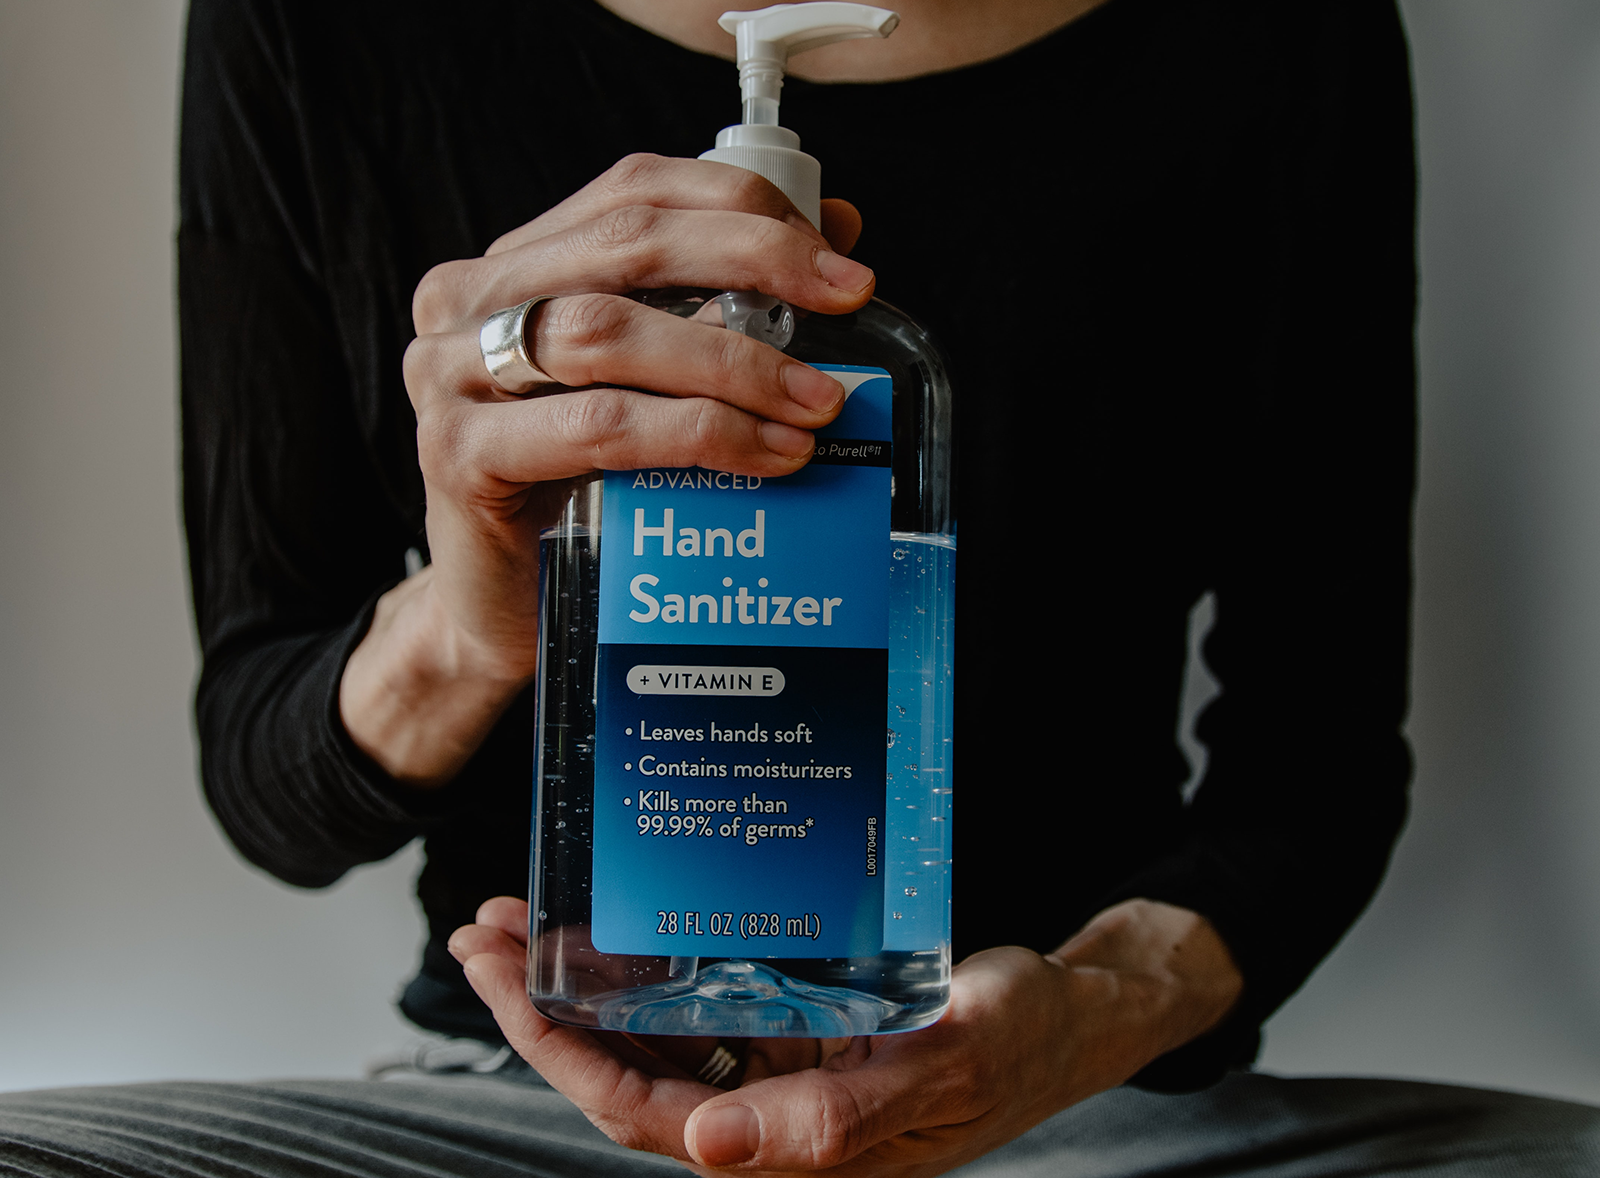 to Purell®††
ADVANCED
Hand
Sanitizer
+ VITAMIN E
• Leaves hands soft
• Contains moisturizers
• Kills more than
99.99% of germs*
L0017049FB
28 FL OZ (828 mL)